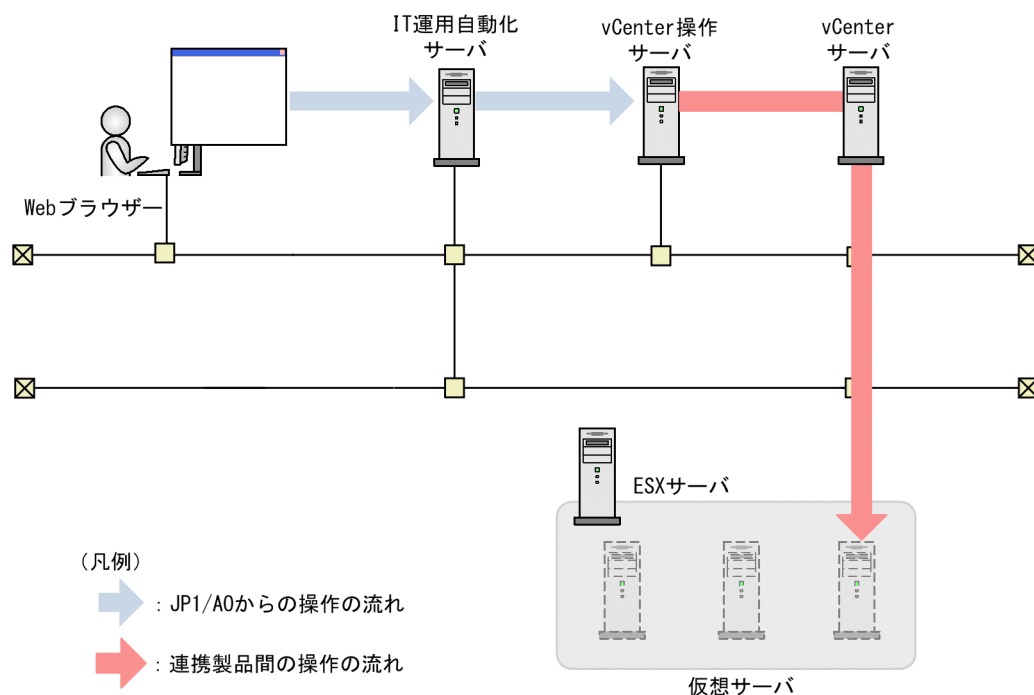 IT運用自動化
サーバ
vCenter操作
サーバ
vCenter
サーバ
Webブラウザー
ESXサーバ
(凡例)
：JP1/AOからの操作の流れ
：連携製品間の操作の流れ
仮想サーバ